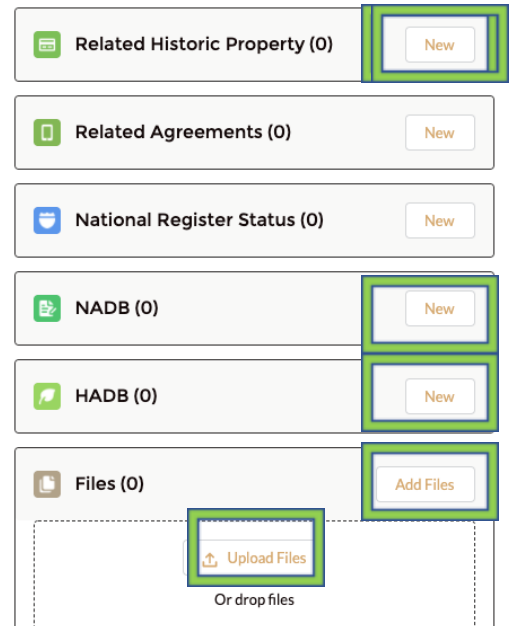 Related Historic Property (0) New
Related Agreements (0) New
National Register Status (0) New
NADB (0) New
HADB (0) New
Files (0) Add Files
Upload Files
Or drop files